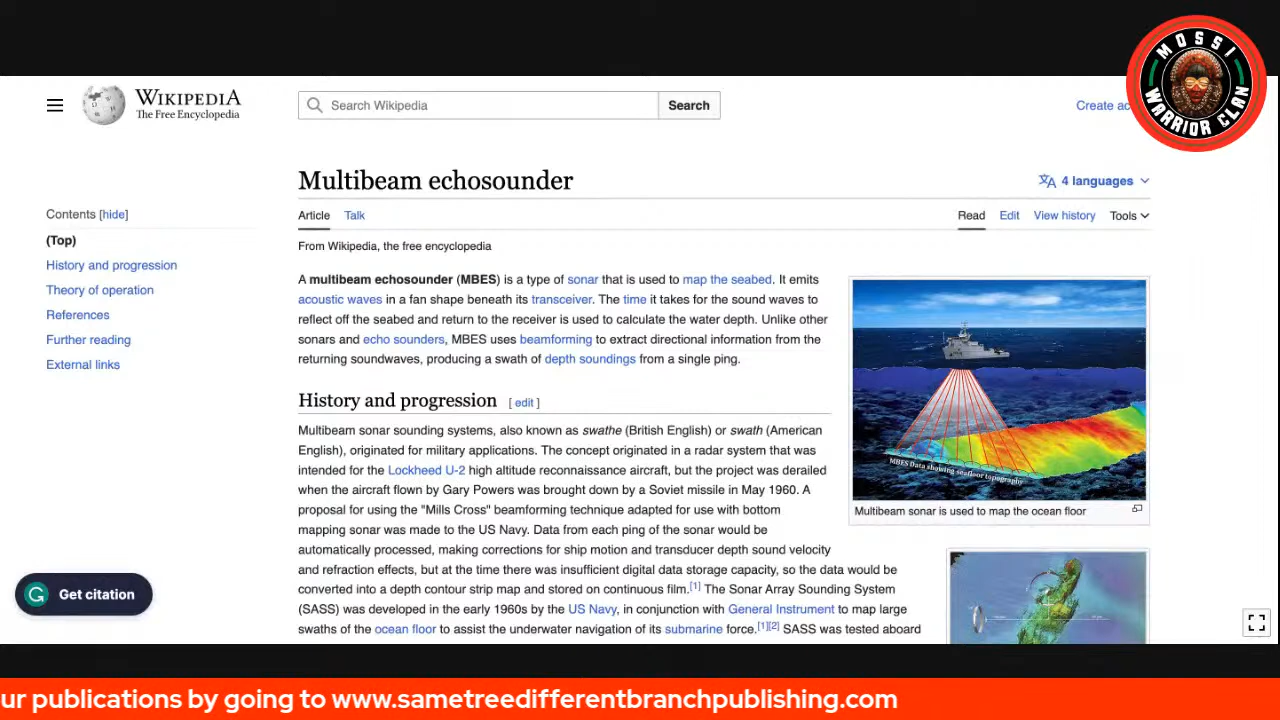 MOSSI
WARRIOR CLAN
WIKIPEDIA
The Free Encyclopedia
Search Wikipedia
Search
Create ac
Multibeam echosounder
4 languages
Contents [hide]
(Top)
History and progression
Theory of operation
References
Further reading
External links
Article Talk
Read Edit View history Tools
From Wikipedia, the free encyclopedia
A multibeam echosounder (MBES) is a type of sonar that is used to map the seabed. It emits
acoustic waves in a fan shape beneath its transceiver. The time it takes for the sound waves to
reflect off the seabed and return to the receiver is used to calculate the water depth. Unlike other
sonars and echo sounders, MBES uses beamforming to extract directional information from the
returning soundwaves, producing a swath of depth soundings from a single ping.
MBES Data showing seafloor topography
Multibeam sonar is used to map the ocean floor
History and progression [ edit ]
Multibeam sonar sounding systems, also known as swathe (British English) or swath (American
English), originated for military applications. The concept originated in a radar system that was
intended for the Lockheed U-2 high altitude reconnaissance aircraft, but the project was derailed
when the aircraft flown by Gary Powers was brought down by a Soviet missile in May 1960. A
proposal for using the "Mills Cross" beamforming technique adapted for use with bottom
mapping sonar was made to the US Navy. Data from each ping of the sonar would be
automatically processed, making corrections for ship motion and transducer depth sound velocity
and refraction effects, but at the time there was insufficient digital data storage capacity, so the data would be
converted into a depth contour strip map and stored on continuous film.[1] The Sonar Array Sounding System
(SASS) was developed in the early 1960s by the US Navy, in conjunction with General Instrument to map large
swaths of the ocean floor to assist the underwater navigation of its submarine force.[1][2] SASS was tested aboard
Get citation
ur publications by going to www.sametreedifferentbranchpublishing.com